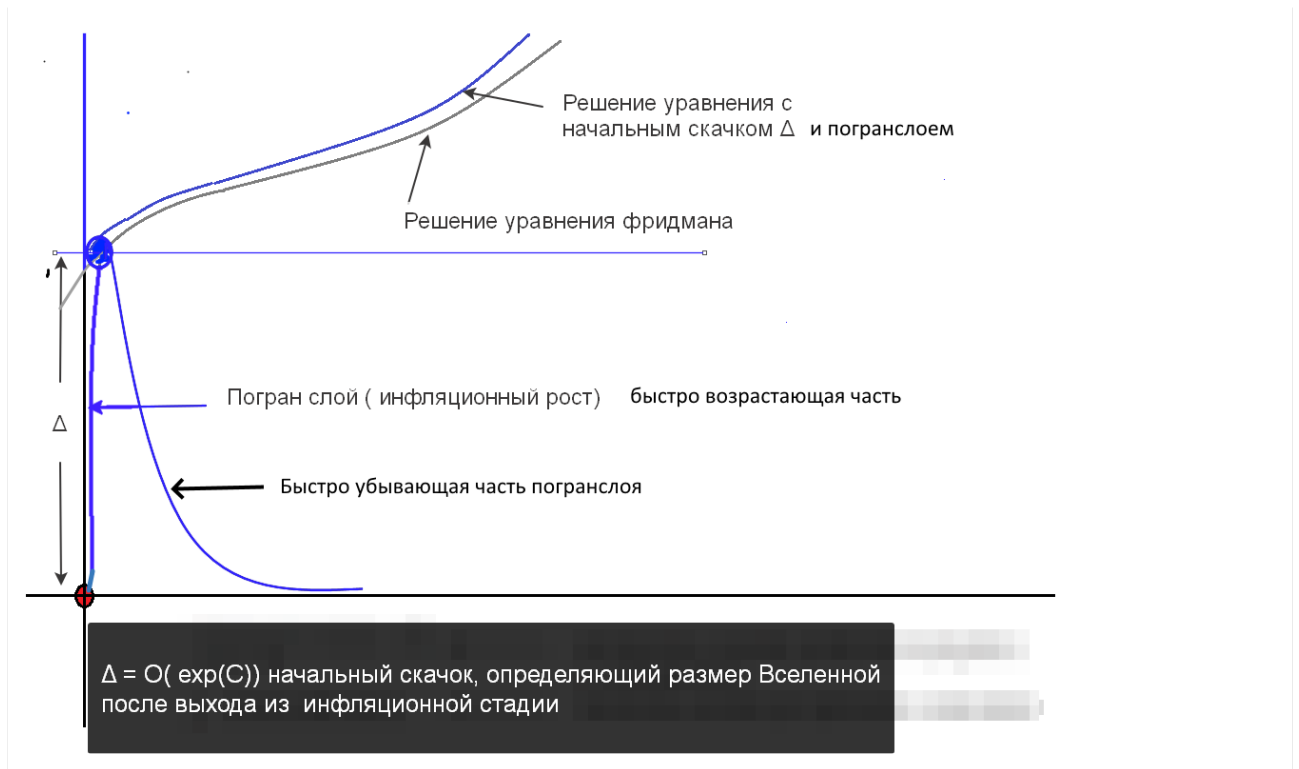 Решение уравнения с
начальным скачком Δ и погранслоем
Решение уравнения фридмана
Погран слой ( инфляционный рост) быстро возрастающая часть
Δ
Быстро убывающая часть погранслоя
Δ = O( exp(C)) начальный скачок, определяющий размер Вселенной
после выхода из инфляционной стадии